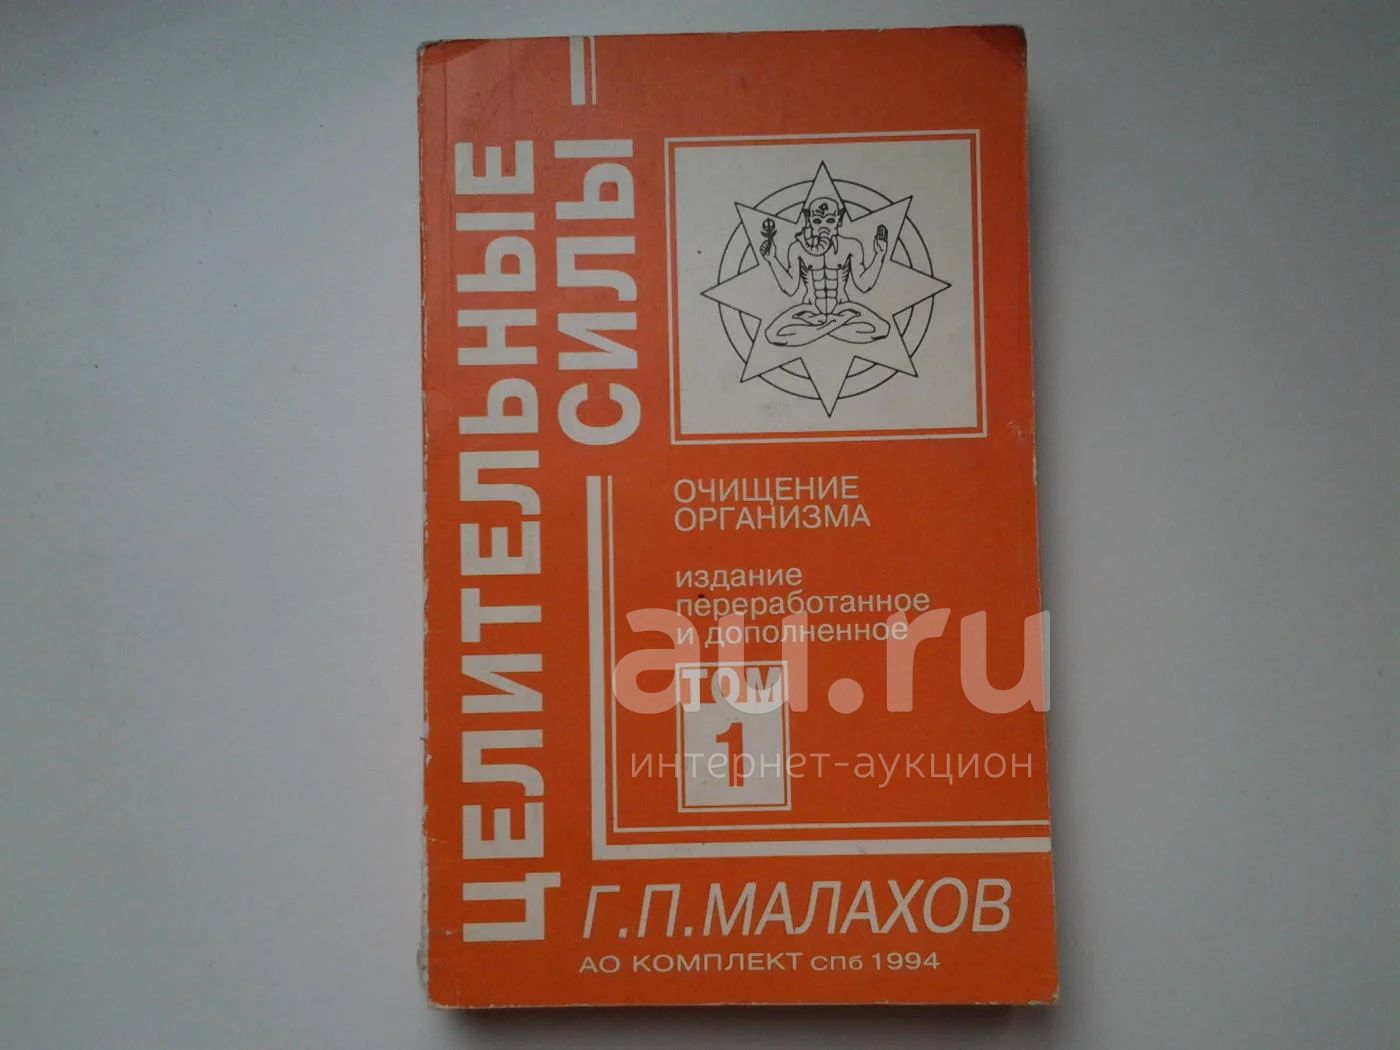 ЦЕЛИТЕЛЬНЫЕ
СИЛЫ
ОЧИЩЕНИЕ
ОРГАНИЗМА
издание
переработанное
и дополненное
ТОМ
1
au.ru
интернет-аукцион
Г.П.МАЛАХОВ
АО КОМПЛЕКТ СПб 1994